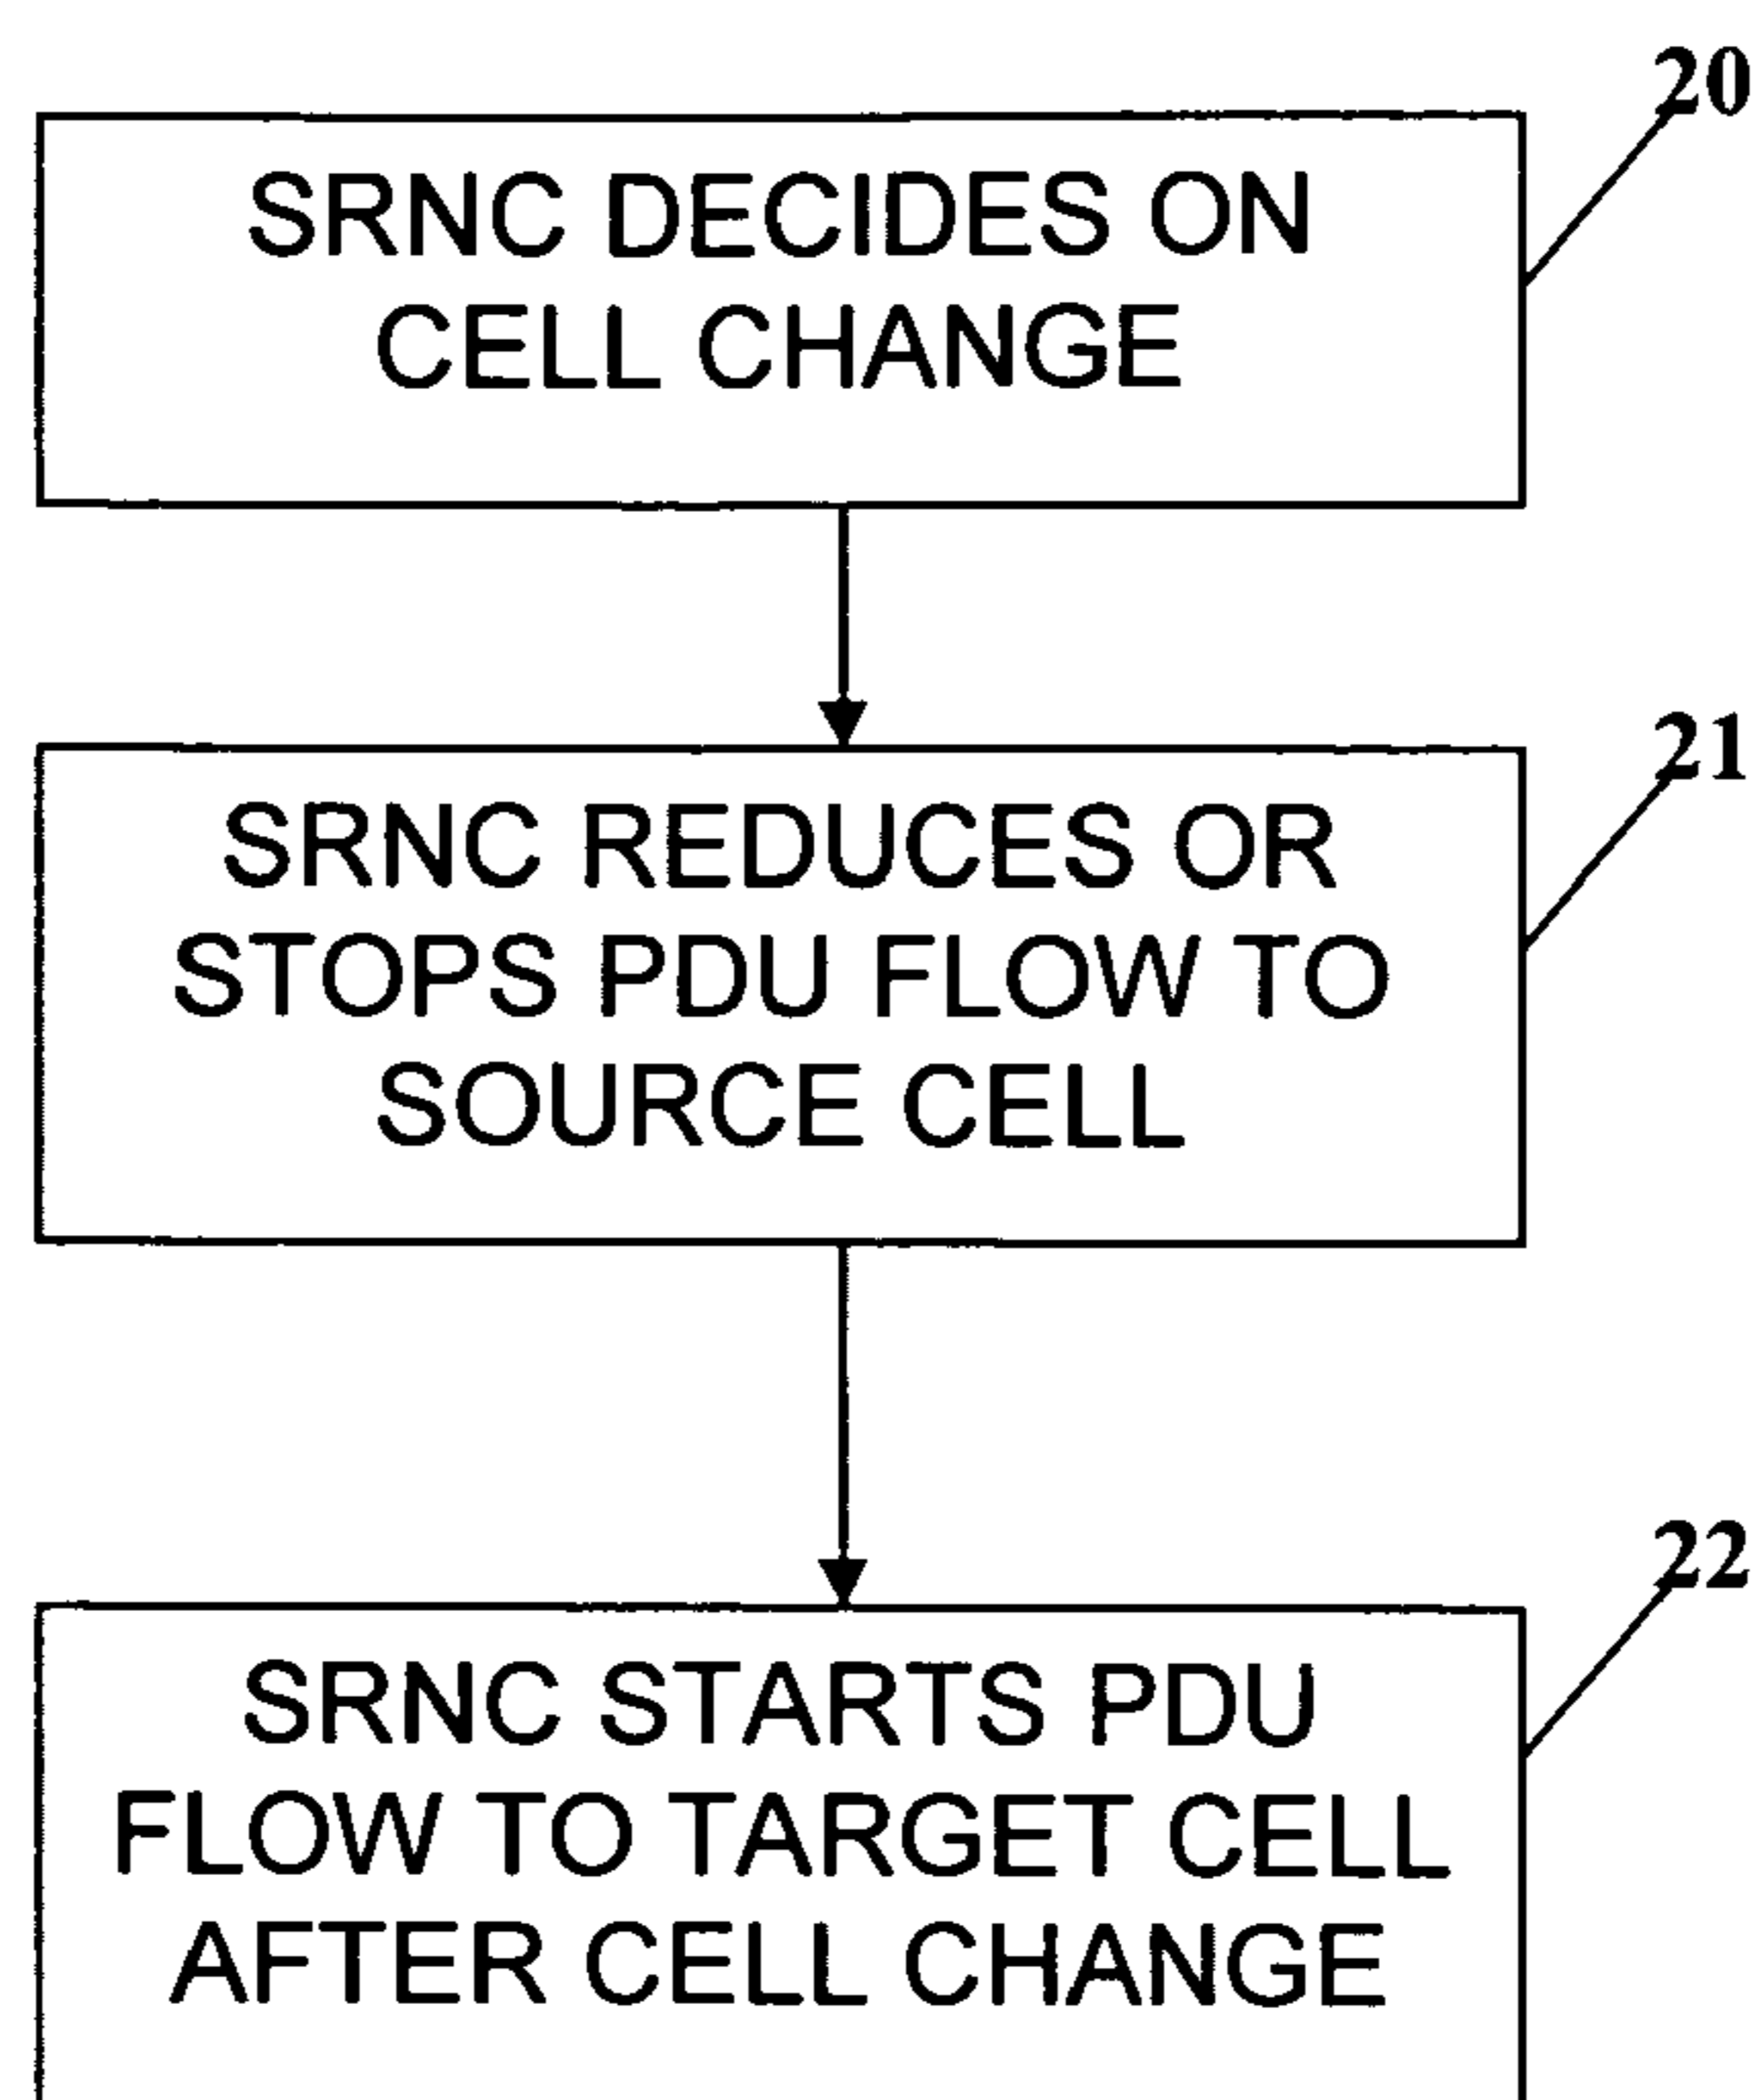 20
SRNC DECIDES ON
CELL CHANGE
21
SRNC REDUCES OR
STOPS PDU FLOW TO
SOURCE CELL
22
SRNC STARTS PDU
FLOW TO TARGET CELL
AFTER CELL CHANGE